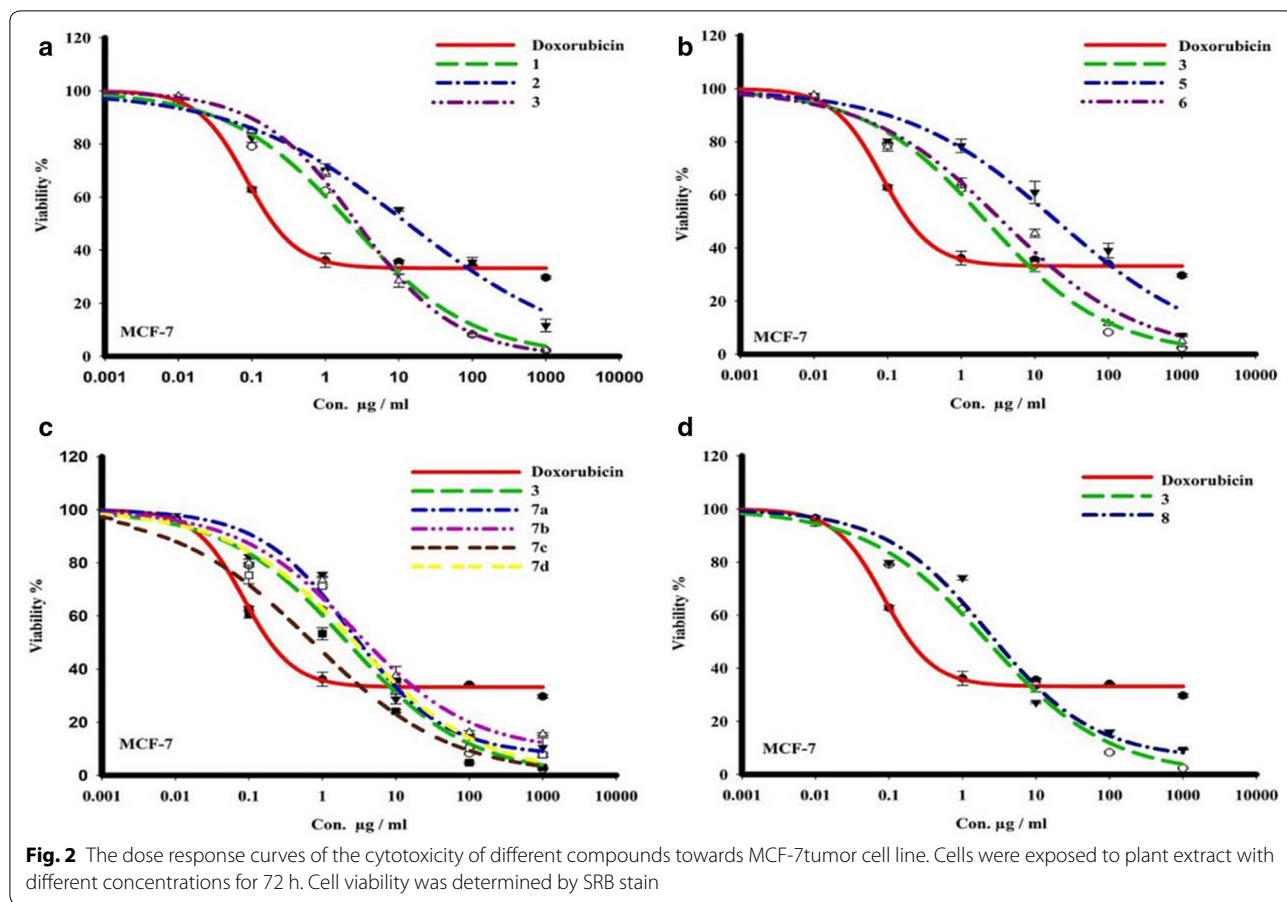 a
120
100
80
60
40
20
0
Viability %
Doxorubicin
1
2
3
MCF-7
0.001 0.01 0.1 1 10 100 1000 10000
Con. µg / ml
b
120
100
80
60
40
20
0
Viability %
Doxorubicin
3
5
6
MCF-7
0.001 0.01 0.1 1 10 100 1000 10000
Con. µg / ml
c
120
100
80
60
40
20
0
Viability %
Doxorubicin
3
7a
7b
7c
7d
MCF-7
0.001 0.01 0.1 1 10 100 1000 10000
Con. µg / ml
d
120
100
80
60
40
20
0
Viability %
Doxorubicin
3
8
MCF-7
0.001 0.01 0.1 1 10 100 1000 10000
Con. µg / ml
Fig. 2 The dose response curves of the cytotoxicity of different compounds towards MCF-7tumor cell line. Cells were exposed to plant extract with
different concentrations for 72 h. Cell viability was determined by SRB stain